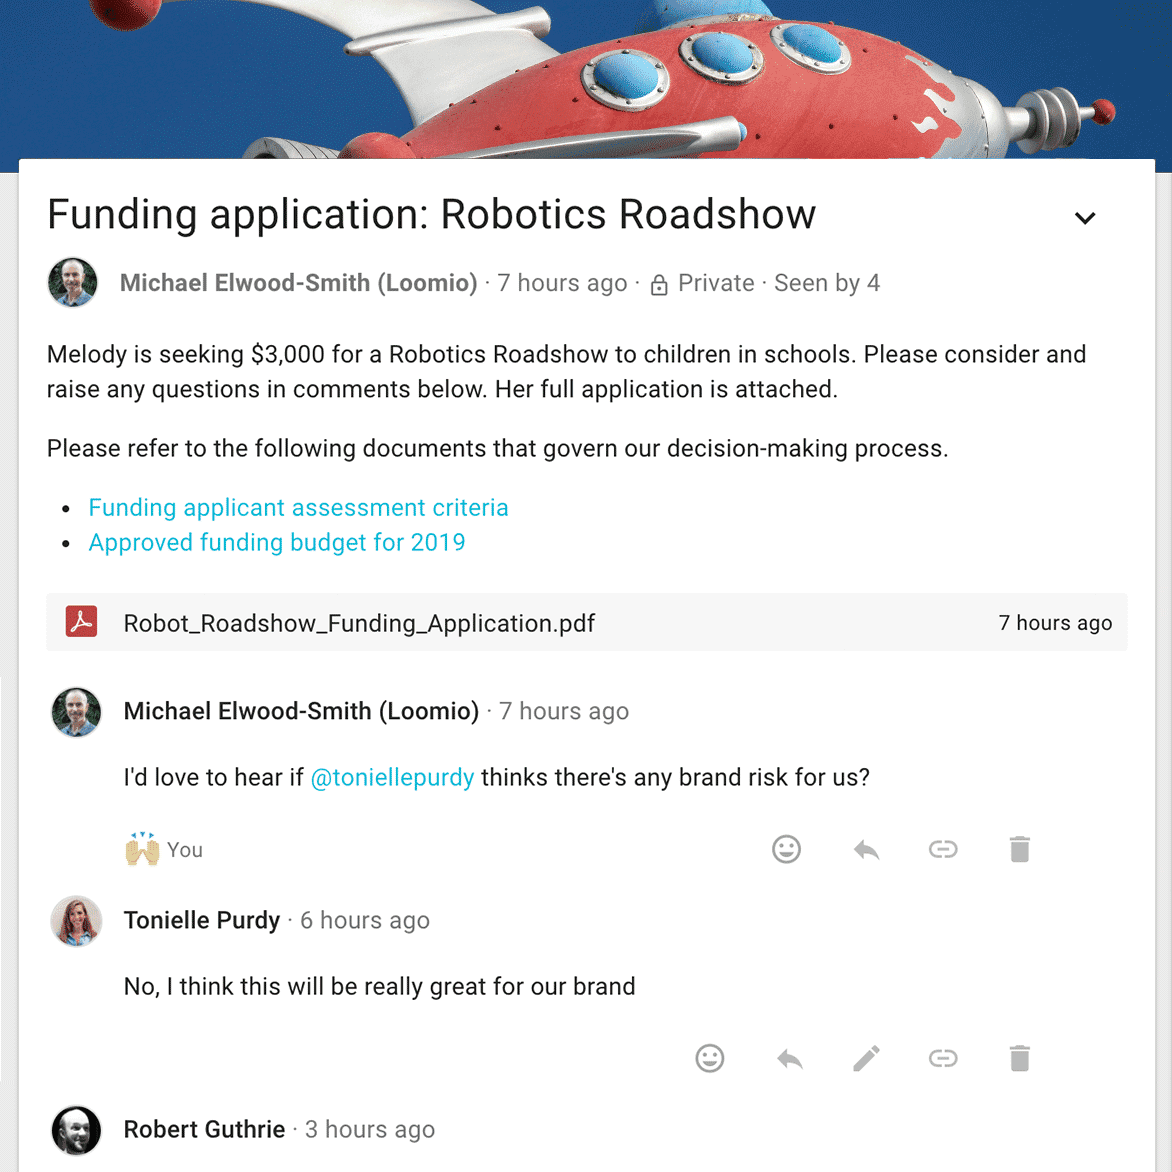 Funding application: Robotics Roadshow
Michael Elwood-Smith (Loomio) · 7 hours ago · Private · Seen by 4
Melody is seeking $3,000 for a Robotics Roadshow to children in schools. Please consider and
raise any questions in comments below. Her full application is attached.
Please refer to the following documents that govern our decision-making process.
• Funding applicant assessment criteria
• Approved funding budget for 2019
Robot_Roadshow_Funding_Application.pdf 7 hours ago
Michael Elwood-Smith (Loomio) · 7 hours ago
I'd love to hear if @toniellepurdy thinks there's any brand risk for us?
You
Tonielle Purdy · 6 hours ago
No, I think this will be really great for our brand
Robert Guthrie · 3 hours ago